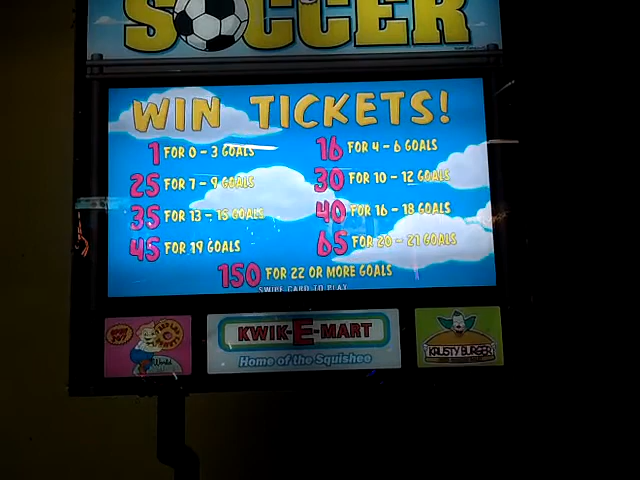 SOCCER
WIN TICKETS!
1 FOR 0 - 3 GOALS
16 FOR 4 - 6 GOALS
25 FOR 7 - 9 GOALS
30 FOR 10 - 12 GOALS
35 FOR 13 - 15 GOALS
40 FOR 16 - 18 GOALS
45 FOR 19 GOALS
65 FOR 20 - 21 GOALS
150 FOR 22 OR MORE GOALS
SWIPE CARD TO PLAY
KWIK-E-MART
Home of the Squishee
KRUSTY BURGER